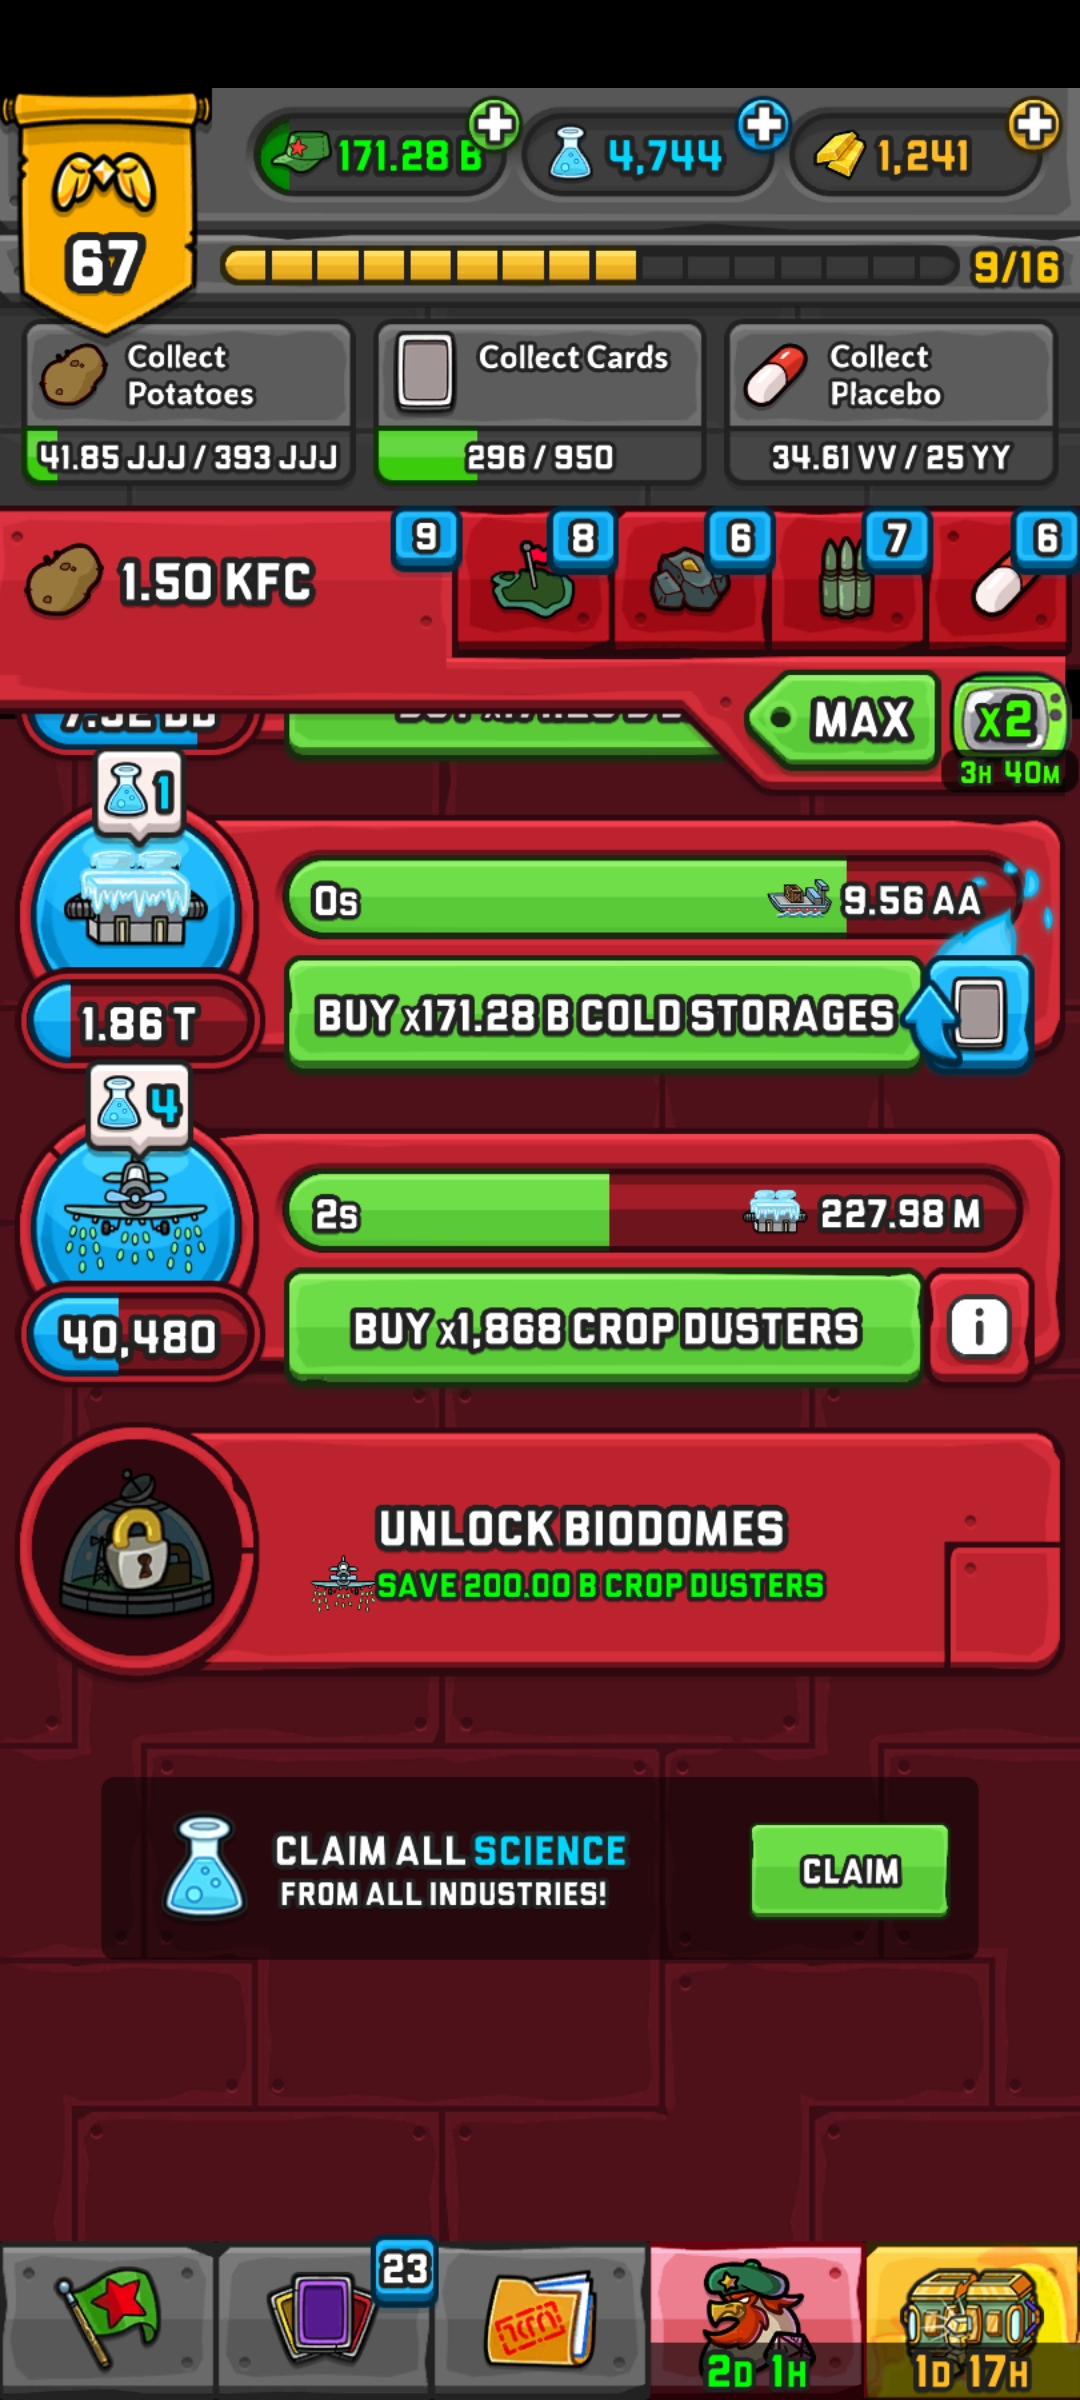 67
171.28 B
4,744
1,241
9/16
Collect
Potatoes
41.85 JJJ / 393 JJJ
Collect Cards
296 / 950
Collect
Placebo
34.61 VV / 25 YY
1.50 KFC
9
8
6
7
6
MAX
x2
3H 40M
1
0s
9.56 AA
1.86 T
BUY x171.28 B COLD STORAGES
4
2s
227.98 M
40,480
BUY x1,868 CROP DUSTERS
i
UNLOCK BIODOMES
SAVE 200.00 B CROP DUSTERS
CLAIM ALL SCIENCE
FROM ALL INDUSTRIES!
CLAIM
23
2D 1H
1D 17H